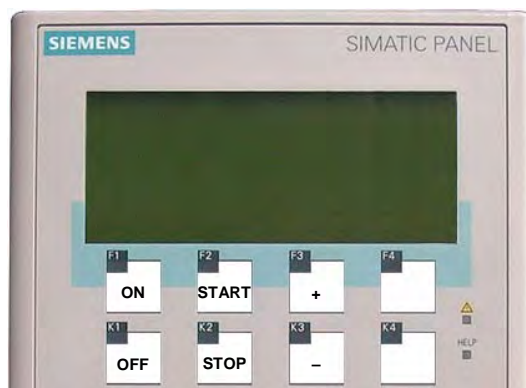 SIEMENS SIMATIC PANEL
F1 F2 F3 F4
ON START +
K1 K2 K3 K4
HELP
OFF STOP –